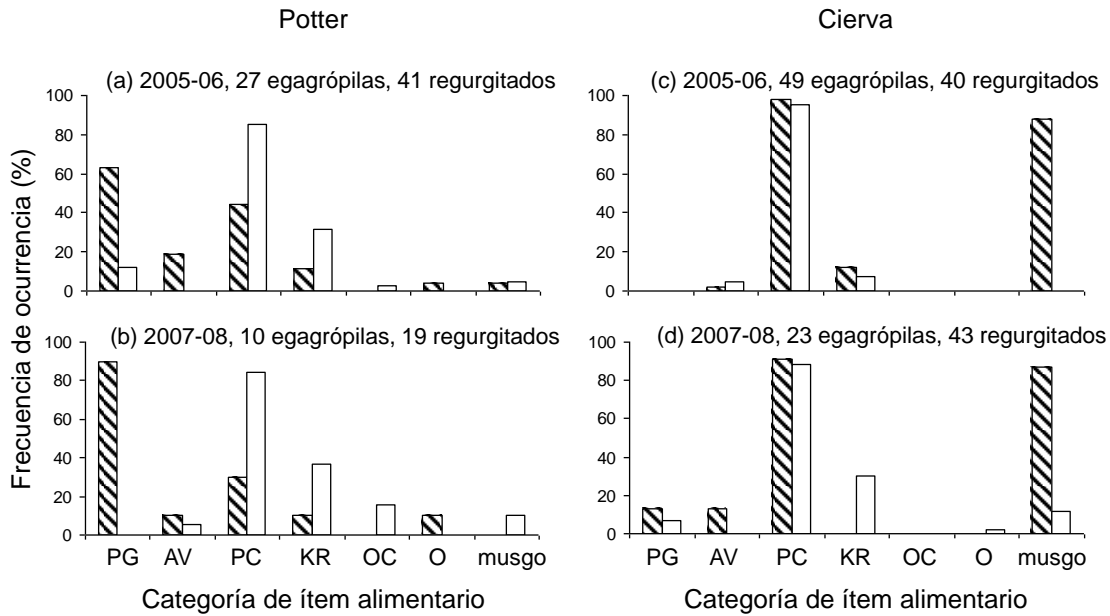 Potter
Cierva
(a) 2005-06, 27 egagrópilas, 41 regurgitados
(c) 2005-06, 49 egagrópilas, 40 regurgitados
100
80
60
40
20
0
100
80
60
40
20
0
(b) 2007-08, 10 egagrópilas, 19 regurgitados
(d) 2007-08, 23 egagrópilas, 43 regurgitados
100
80
60
40
20
0
100
80
60
40
20
0
Frecuencia de ocurrencia (%)
PG AV PC KR OC O musgo
PG AV PC KR OC O musgo
Categoría de ítem alimentario
Categoría de ítem alimentario